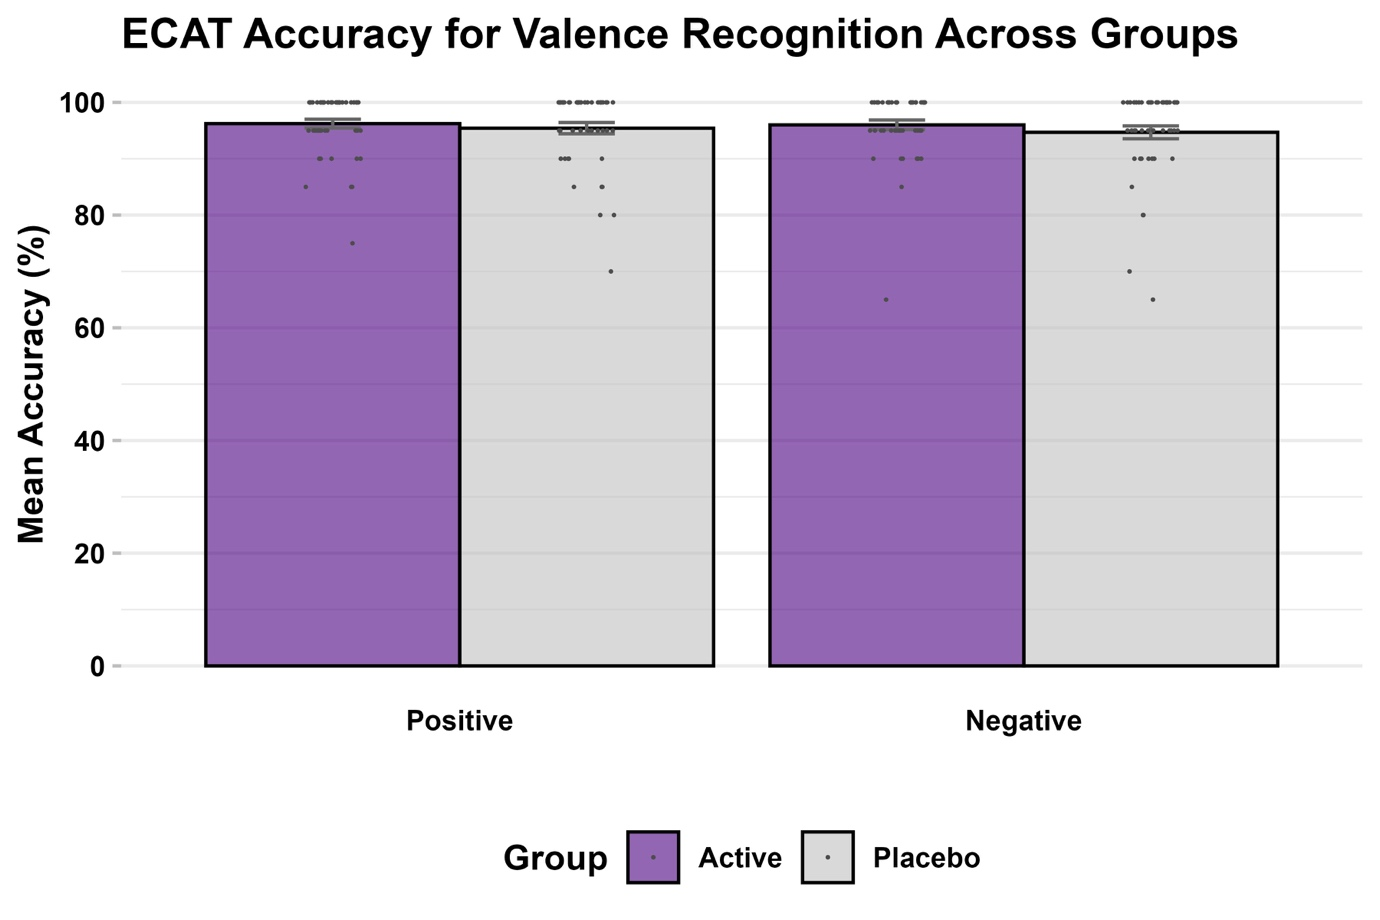 ECAT Accuracy for Valence Recognition Across Groups
Mean Accuracy (%)
100
80
60
40
20
0
Positive
Negative
Group
Active
Placebo